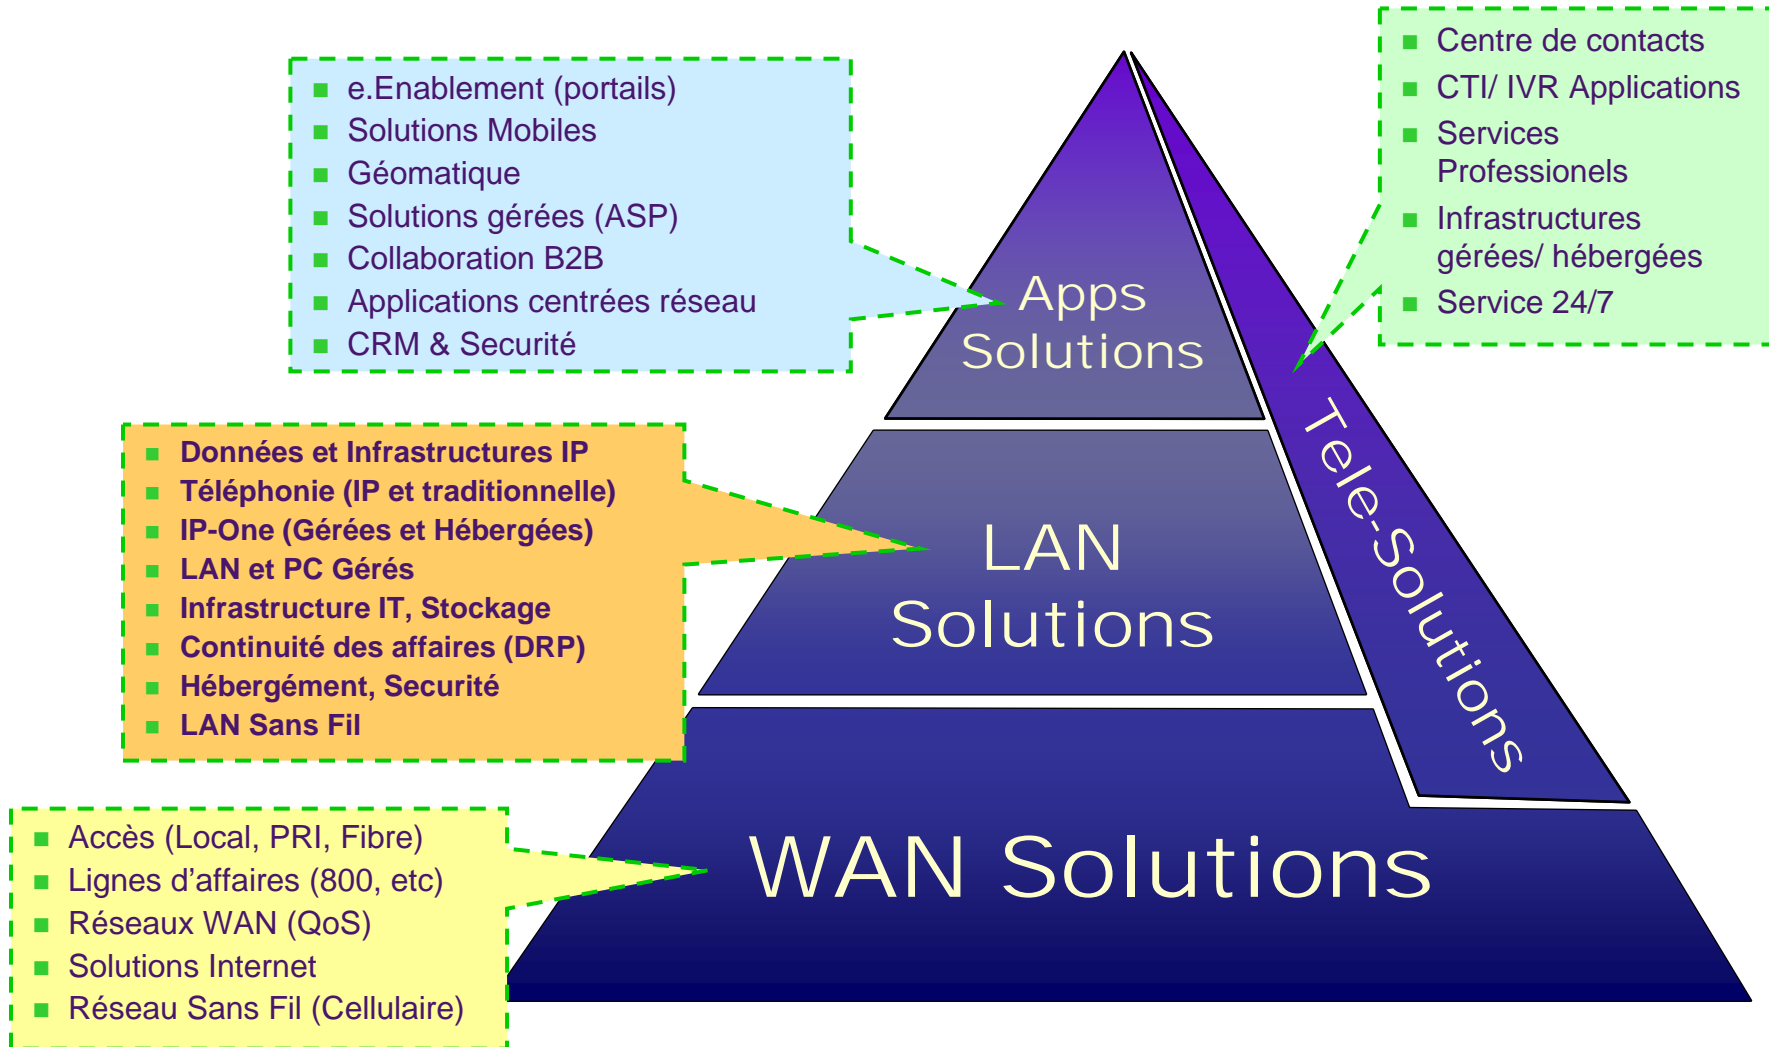 e.Enablement (portails)
Solutions Mobiles
Géomatique
Solutions gérées (ASP)
Collaboration B2B
Applications centrées réseau
CRM & Securité
Centre de contacts
CTI/ IVR Applications
Services
Professionels
Infrastructures
gérées/ hébergées
Service 24/7
Apps
Solutions
Tele-Solutions
Données et Infrastructures IP
Téléphonie (IP et traditionnelle)
IP-One (Gérées et Hébergées)
LAN et PC Gérés
Infrastructure IT, Stockage
Continuité des affaires (DRP)
Hébergément, Securité
LAN Sans Fil
LAN
Solutions
Accès (Local, PRI, Fibre)
Lignes d'affaires (800, etc)
Réseaux WAN (QoS)
Solutions Internet
Réseau Sans Fil (Cellulaire)
WAN Solutions